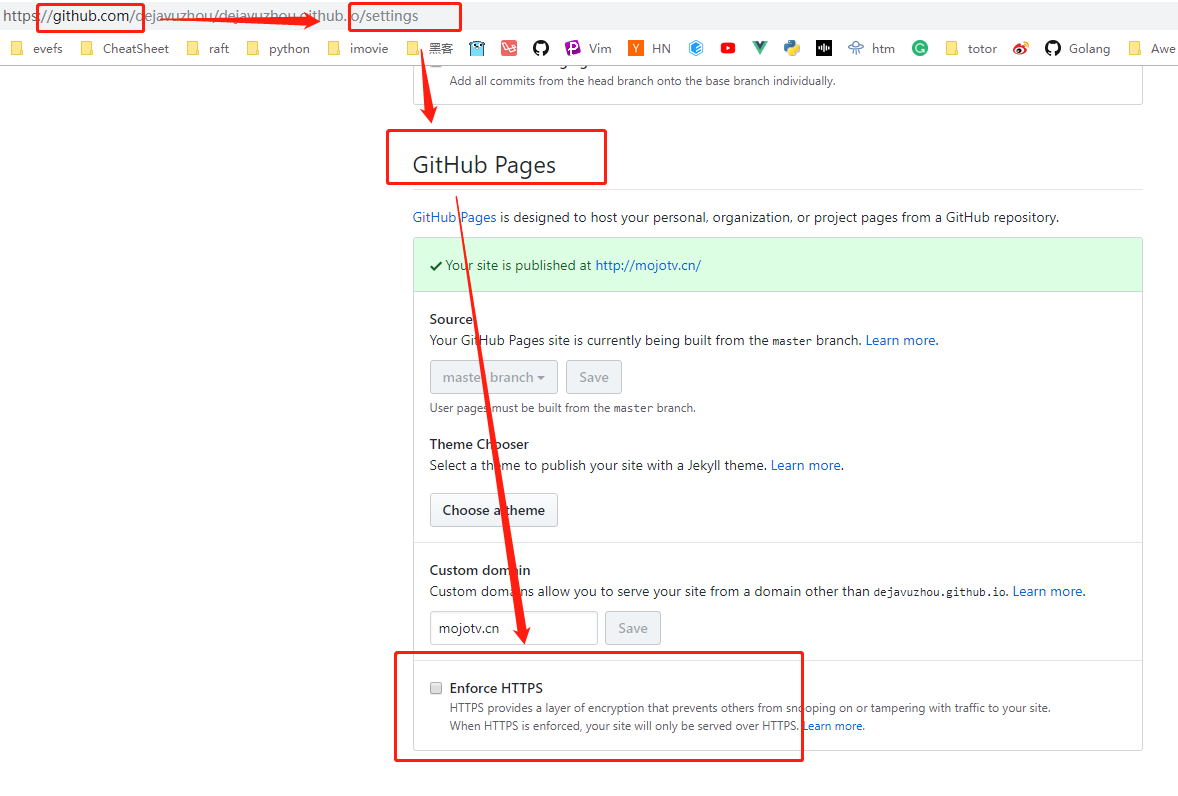 https://github.com/dejavuzhou/dejavuzhou.github.io/settings
evefs CheatSheet raft python imovie 黑客 Vim Y HN htm totor Golang Awe
Add all commits from the head branch onto the base branch individually.
GitHub Pages
GitHub Pages is designed to host your personal, organization, or project pages from a GitHub repository.
Your site is published at http://mojotv.cn/
Source
Your GitHub Pages site is currently being built from the master branch. Learn more.
master branch Save
User pages must be built from the master branch.
Theme Chooser
Select a theme to publish your site with a Jekyll theme. Learn more.
Choose a theme
Custom domain
Custom domains allow you to serve your site from a domain other than dejavuzhou.github.io. Learn more.
mojotv.cn Save
Enforce HTTPS
HTTPS provides a layer of encryption that prevents others from snooping on or tampering with traffic to your site.
When HTTPS is enforced, your site will only be served over HTTPS. Learn more.